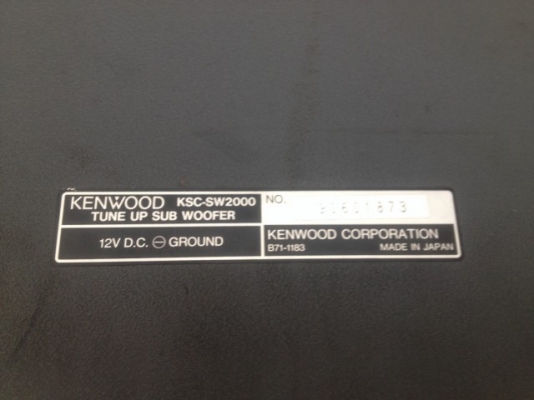 KENWOOD KSC-SW2000
TUNE UP SUB WOOFER
NO.
12V D.C. ⊖ GROUND
KENWOOD CORPORATION
B71-1183 MADE IN JAPAN